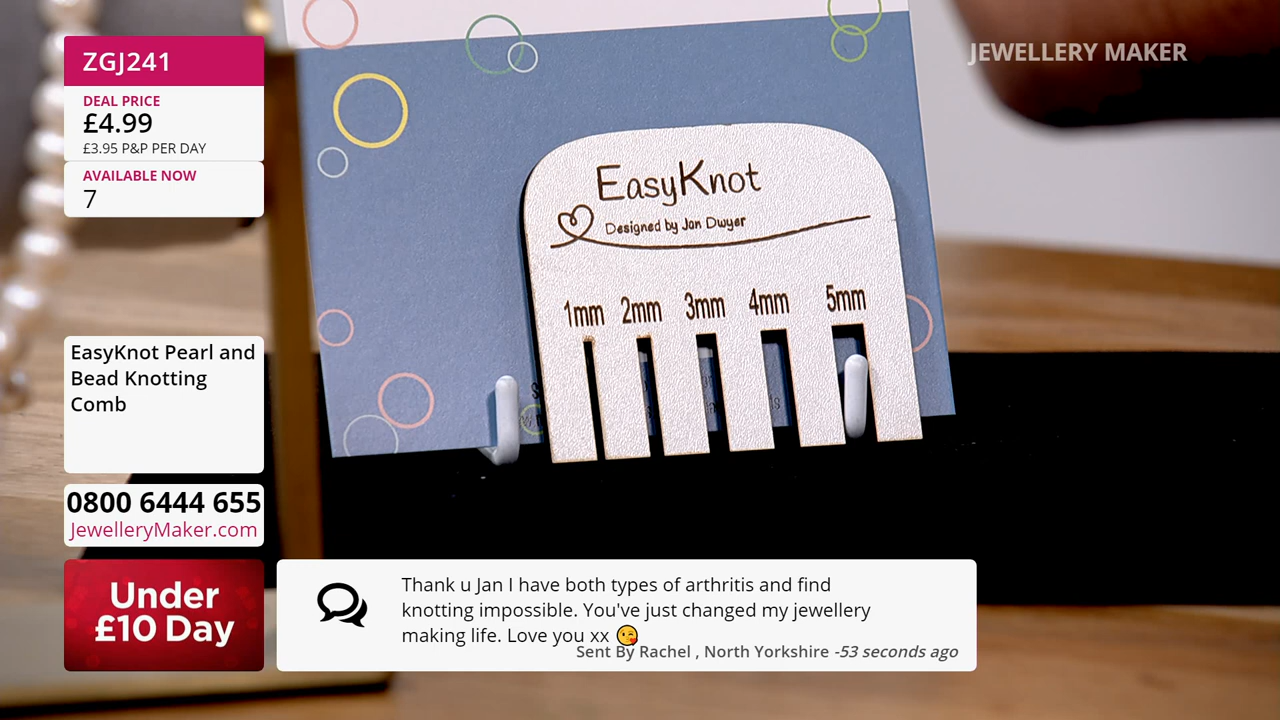 ZGJ241
DEAL PRICE
£4.99
£3.95 P&P PER DAY
AVAILABLE NOW
7
JEWELLERY MAKER
EasyKnot
Designed by Jan Dwyer
1mm 2mm 3mm 4mm 5mm
EasyKnot Pearl and
Bead Knotting
Comb
0800 6444 655
JewelleryMaker.com
Under
£10 Day
Thank u Jan I have both types of arthritis and find
knotting impossible. You've just changed my jewellery
making life. Love you xx 😘
Sent By Rachel , North Yorkshire -53 seconds ago